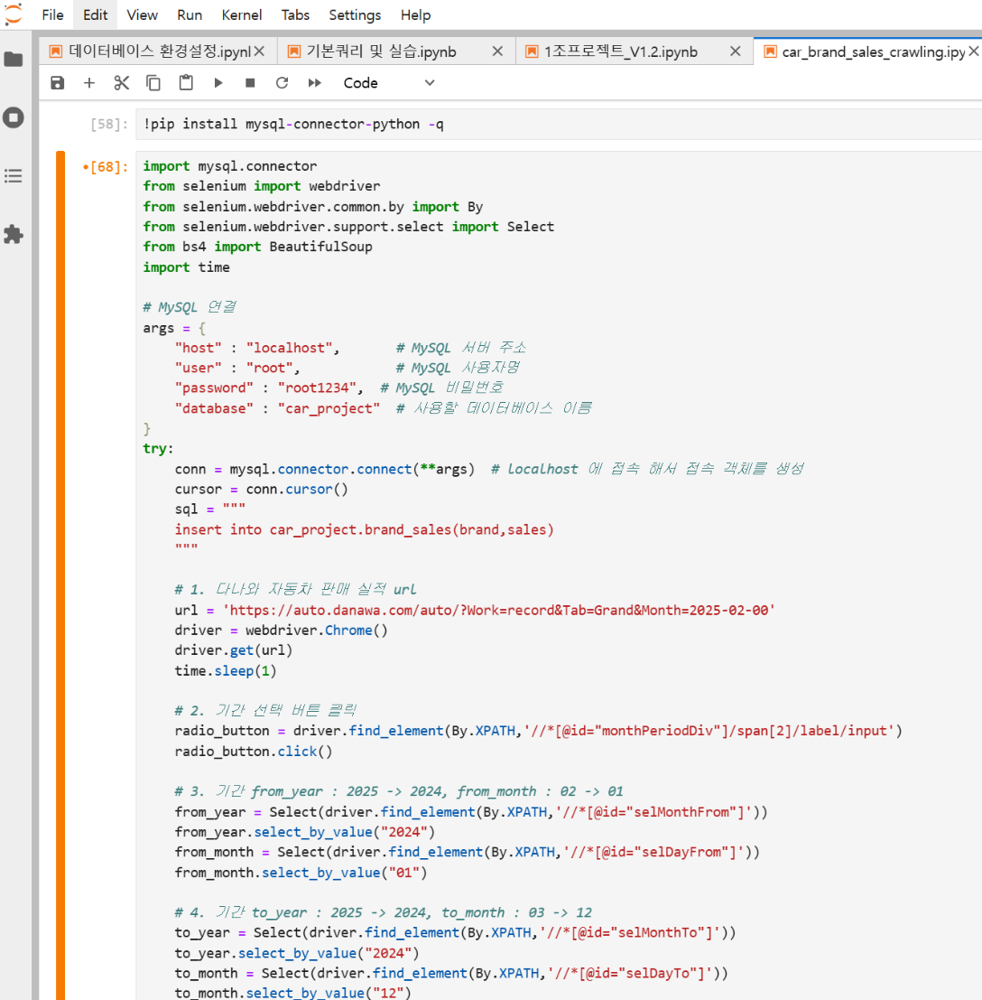 File Edit View Run Kernel Tabs Settings Help
데이터베이스 환경설정.ipynl 기본쿼리 및 실습.ipynb 1조프로젝트_V1.2.ipynb car_brand_sales_crawling.ipy
Code
[58]: !pip install mysql-connector-python -q
•[68]: import mysql.connector
from selenium import webdriver
from selenium.webdriver.common.by import By
from selenium.webdriver.support.select import Select
from bs4 import BeautifulSoup
import time
# MySQL 연결
args = {
"host" : "localhost", # MySQL 서버 주소
"user" : "root", # MySQL 사용자명
"password" : "root1234", # MySQL 비밀번호
"database" : "car_project" # 사용할 데이터베이스 이름
}
try:
conn = mysql.connector.connect(**args) # localhost 에 접속 해서 접속 객체를 생성
cursor = conn.cursor()
sql = """
insert into car_project.brand_sales(brand,sales)
"""
# 1. 다나와 자동차 판매 실적 url
url = 'https://auto.danawa.com/auto/?Work=record&Tab=Grand&Month=2025-02-00'
driver = webdriver.Chrome()
driver.get(url)
time.sleep(1)
# 2. 기간 선택 버튼 클릭
radio_button = driver.find_element(By.XPATH,'//*[@id="monthPeriodDiv"]/span[2]/label/input')
radio_button.click()
# 3. 기간 from_year : 2025 -> 2024, from_month : 02 -> 01
from_year = Select(driver.find_element(By.XPATH,'//*[@id="selMonthFrom"]'))
from_year.select_by_value("2024")
from_month = Select(driver.find_element(By.XPATH,'//*[@id="selDayFrom"]'))
from_month.select_by_value("01")
# 4. 기간 to_year : 2025 -> 2024, to_month : 03 -> 12
to_year = Select(driver.find_element(By.XPATH,'//*[@id="selMonthTo"]'))
to_year.select_by_value("2024")
to_month = Select(driver.find_element(By.XPATH,'//*[@id="selDayTo"]'))
to_month.select_by_value("12")